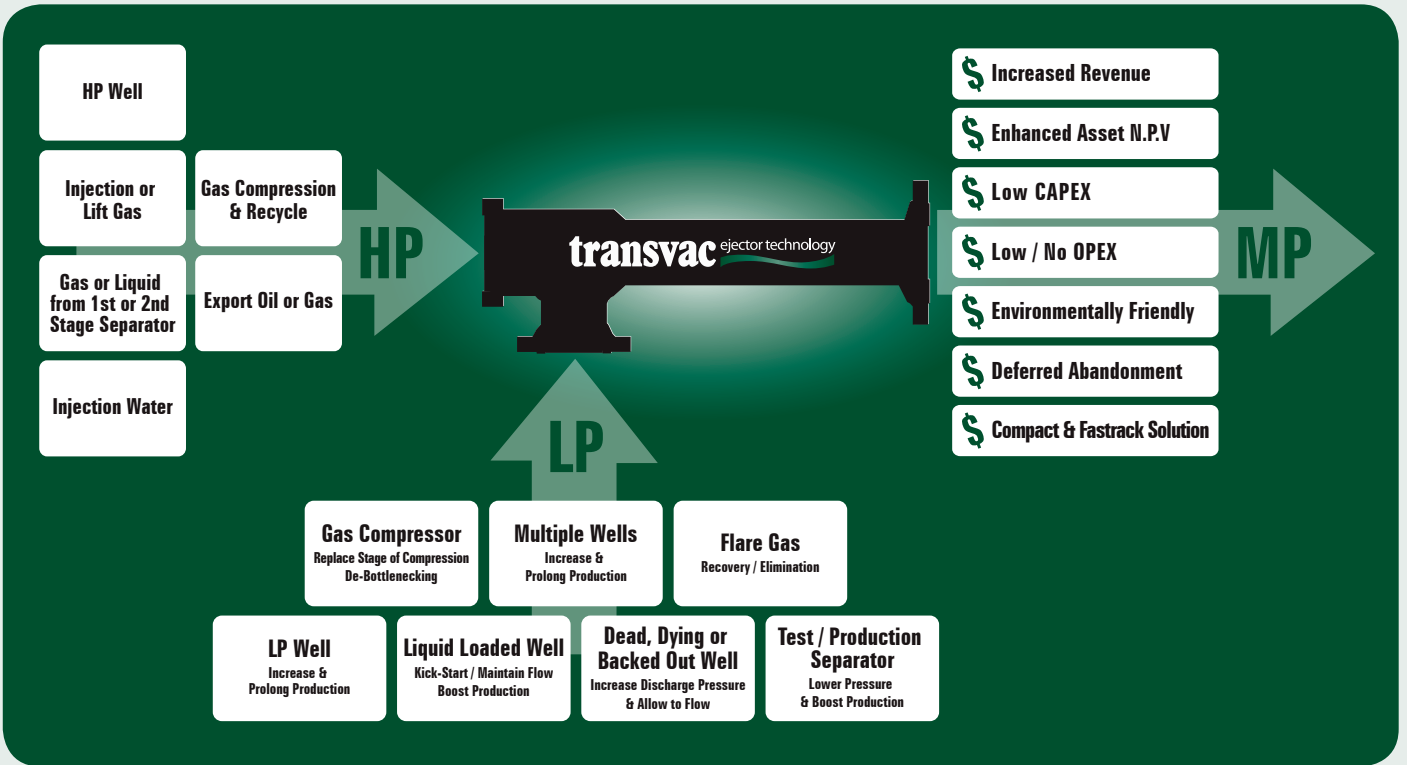 HP Well
Injection or
Lift Gas
Gas Compression
& Recycle
Gas or Liquid
from 1st or 2nd
Stage Separator
Export Oil or Gas
Injection Water
HP
transvac ejector technology
LP
MP
$ Increased Revenue
$ Enhanced Asset N.P.V
$ Low CAPEX
$ Low / No OPEX
$ Environmentally Friendly
$ Deferred Abandonment
$ Compact & Fastrack Solution
Gas Compressor
Replace Stage of Compression
De-Bottlenecking
Multiple Wells
Increase &
Prolong Production
Flare Gas
Recovery / Elimination
LP Well
Increase &
Prolong Production
Liquid Loaded Well
Kick-Start / Maintain Flow
Boost Production
Dead, Dying or
Backed Out Well
Increase Discharge Pressure
& Allow to Flow
Test / Production
Separator
Lower Pressure
& Boost Production